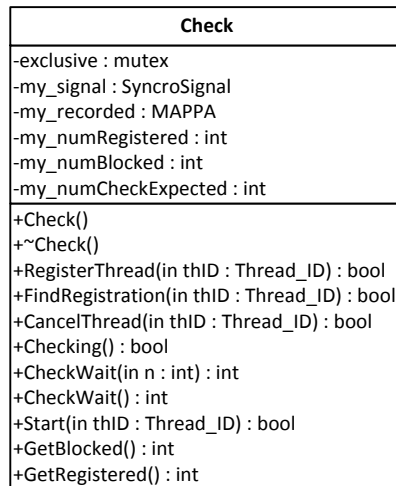 Check
-exclusive : mutex
-my_signal : SyncroSignal
-my_recorded : MAPPA
-my_numRegistered : int
-my_numBlocked : int
-my_numCheckExpected : int
+Check()
+~Check()
+RegisterThread(in thID : Thread_ID) : bool
+FindRegistration(in thID : Thread_ID) : bool
+CancelThread(in thID : Thread_ID) : bool
+Checking() : bool
+CheckWait(in n : int) : int
+CheckWait() : int
+Start(in thID : Thread_ID) : bool
+GetBlocked() : int
+GetRegistered() : int